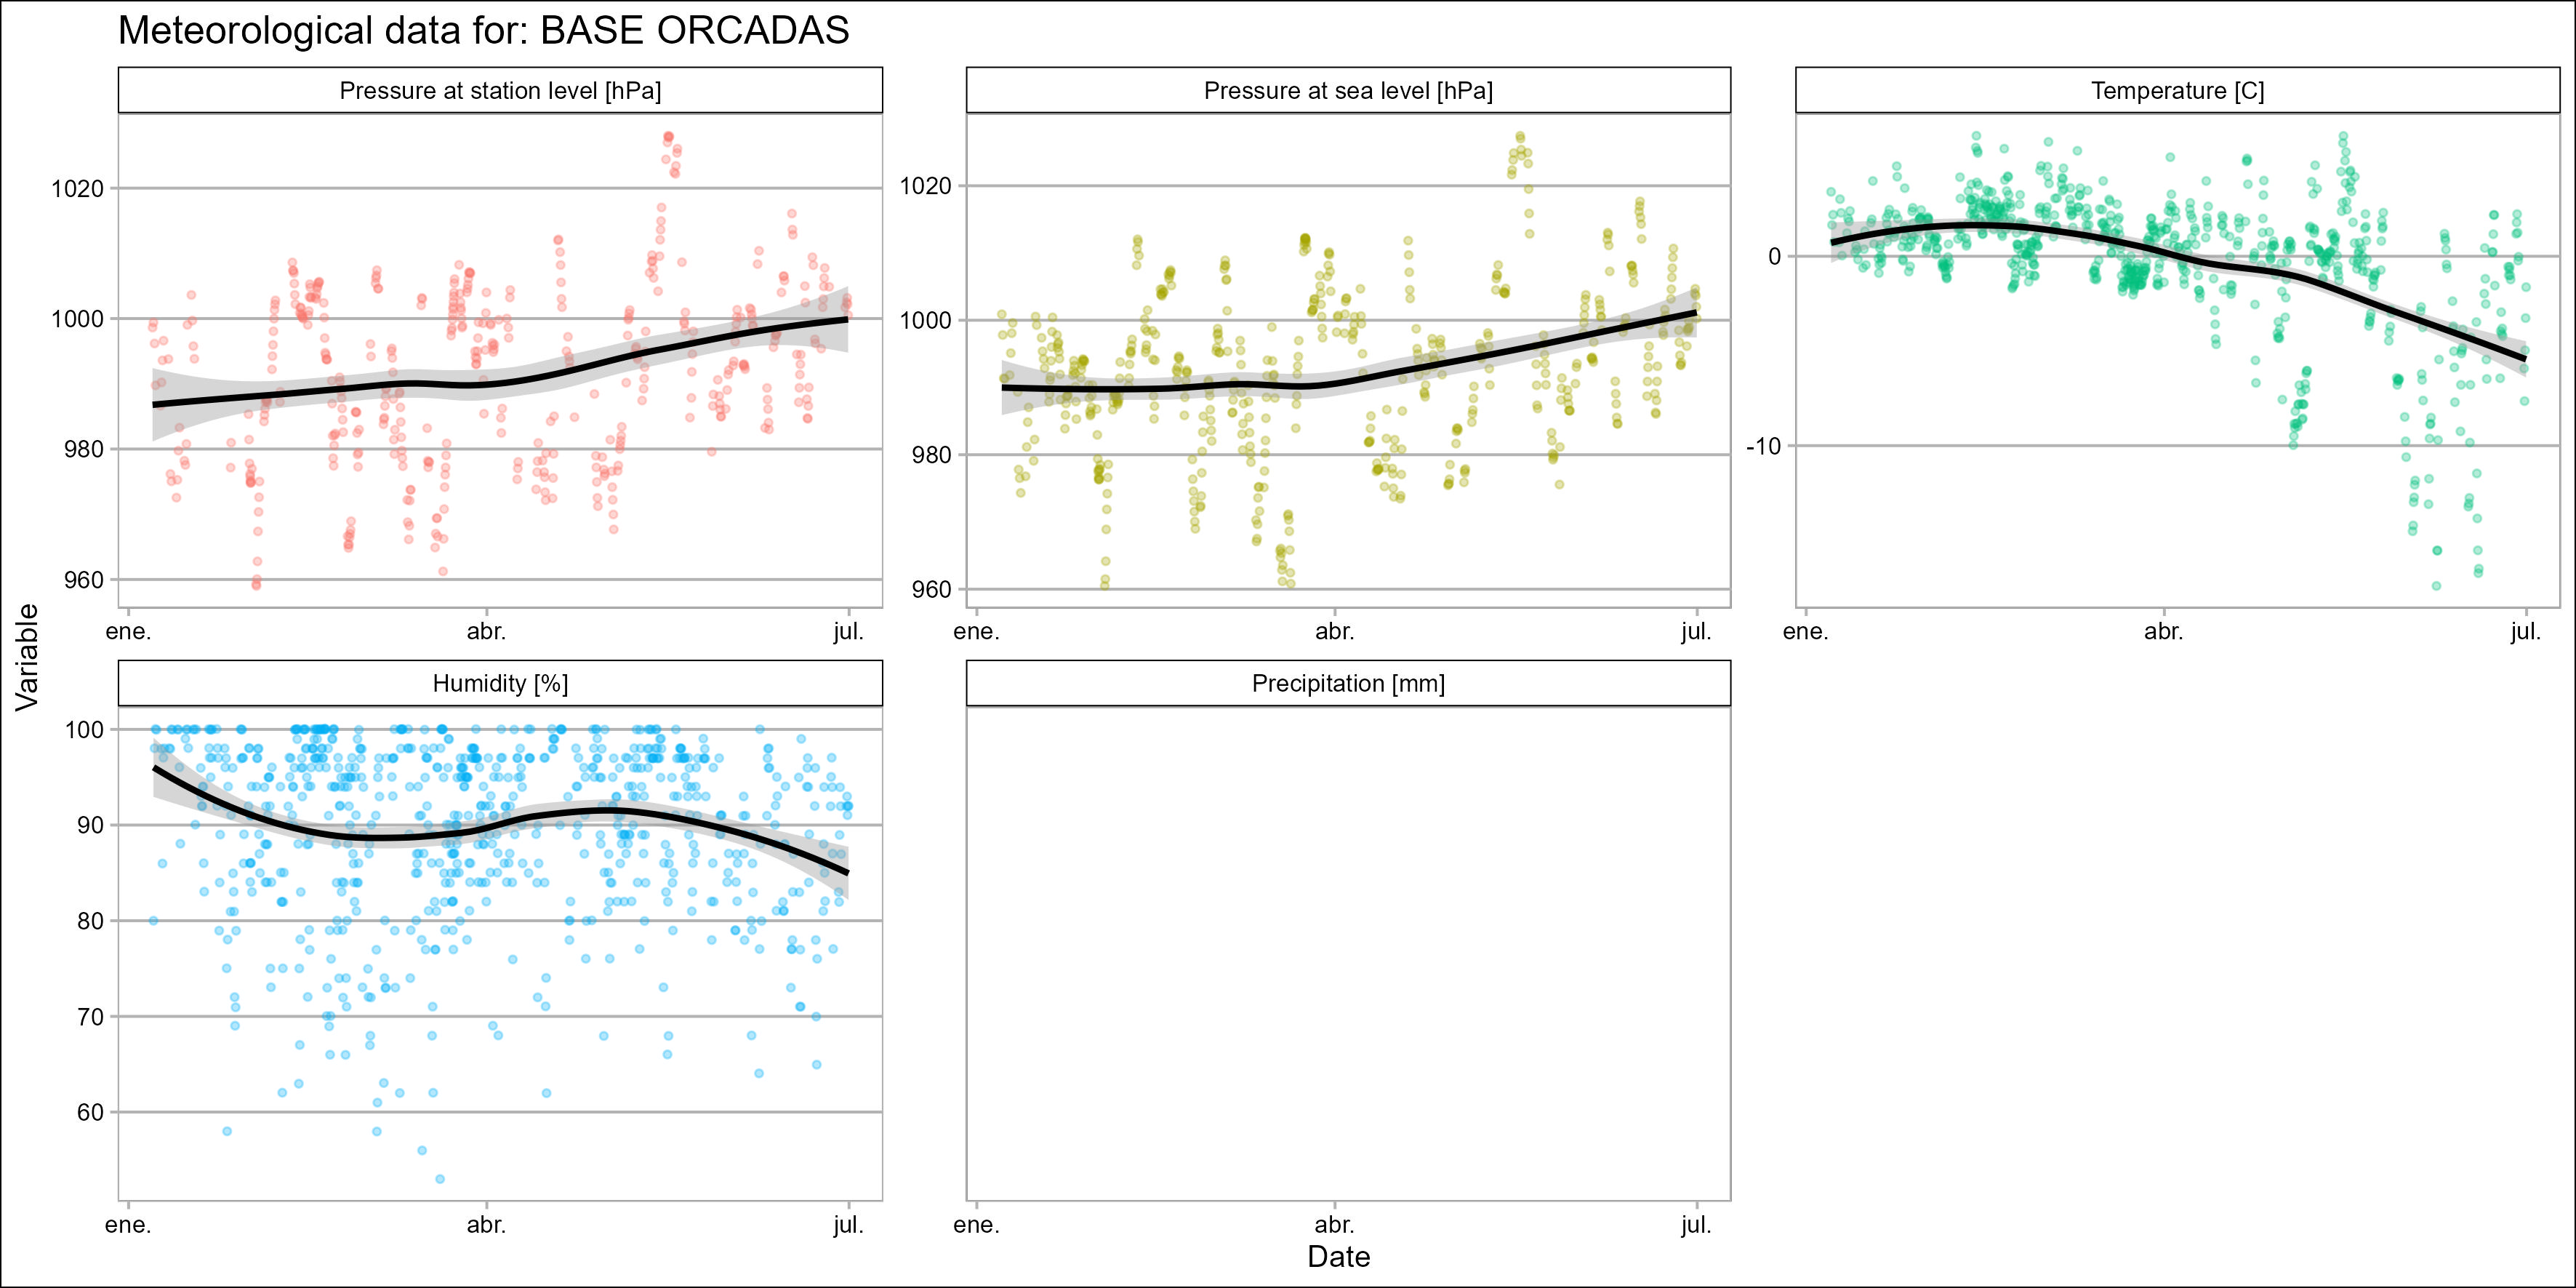 Meteorological data for: BASE ORCADAS
Pressure at station level [hPa]
Pressure at sea level [hPa]
Temperature [C]
1020
1000
980
960
1020
1000
980
960
0
-10
ene.
abr.
jul.
ene.
abr.
jul.
ene.
abr.
jul.
Variable
Humidity [%]
Precipitation [mm]
100
90
80
70
60
ene.
abr.
jul.
ene.
abr.
jul.
Date